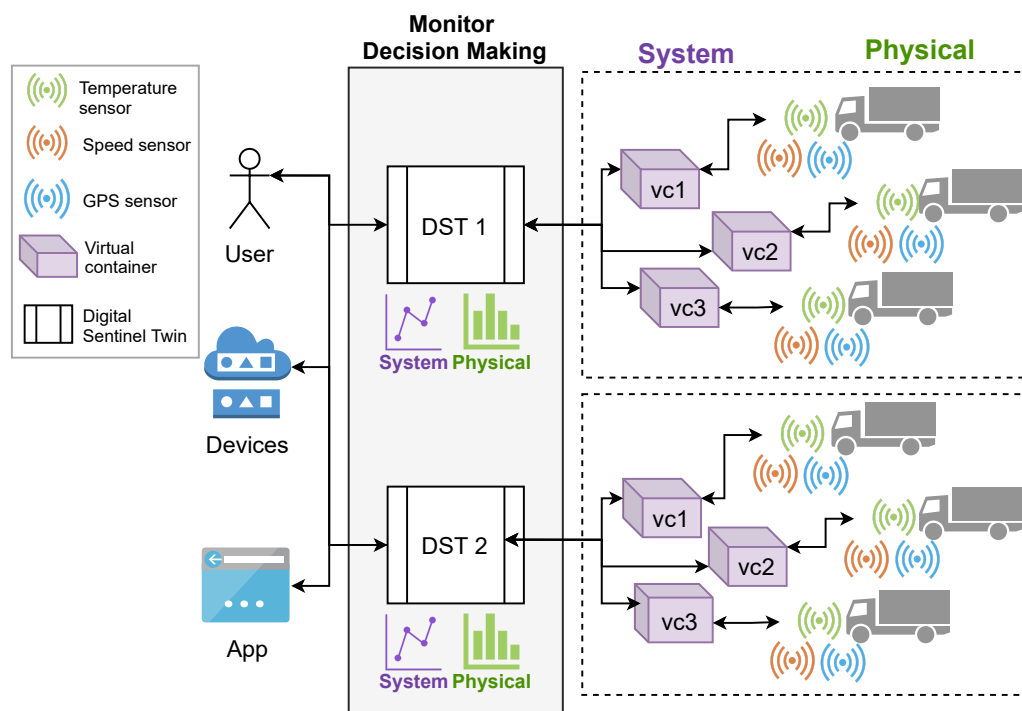 Monitor
Decision Making
System
Physical
Temperature
sensor
Speed sensor
GPS sensor
Virtual
container
Digital
Sentinel Twin
User
Devices
App
DST 1
System
Physical
vc1
vc2
vc3
DST 2
System
Physical
vc1
vc2
vc3